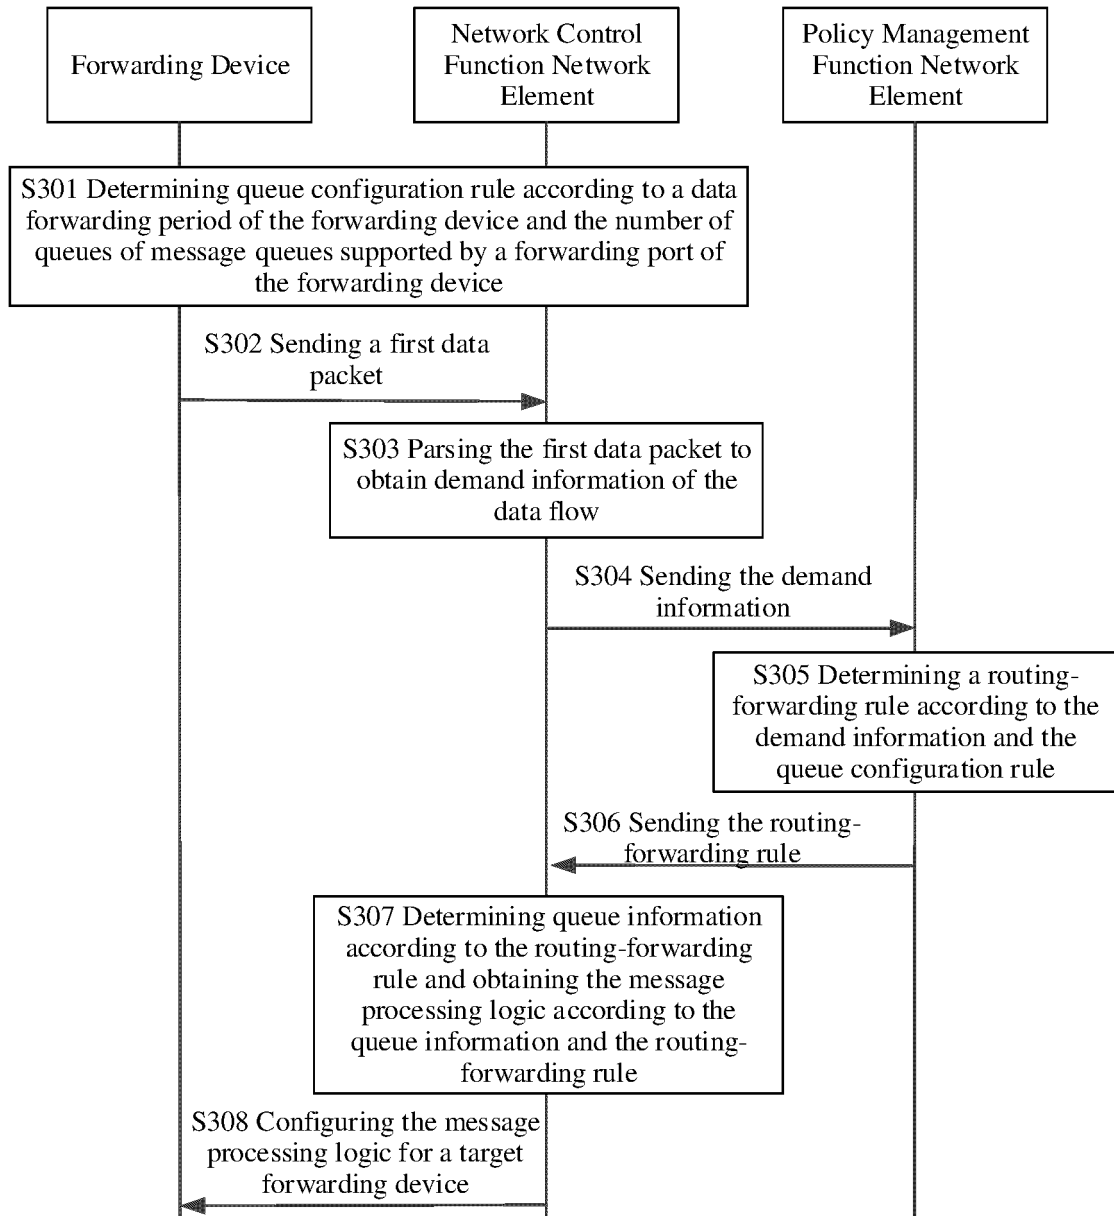 Forwarding Device
Network Control
Function Network
Element
Policy Management
Function Network
Element
S301 Determining queue configuration rule according to a data
forwarding period of the forwarding device and the number of
queues of message queues supported by a forwarding port of
the forwarding device
S302 Sending a first data
packet
S303 Parsing the first data packet to
obtain demand information of the
data flow
S304 Sending the demand
information
S305 Determining a routing-
forwarding rule according to the
demand information and the
queue configuration rule
S306 Sending the routing-
forwarding rule
S307 Determining queue information
according to the routing-forwarding
rule and obtaining the message
processing logic according to the
queue information and the routing-
forwarding rule
S308 Configuring the message
processing logic for a target
forwarding device